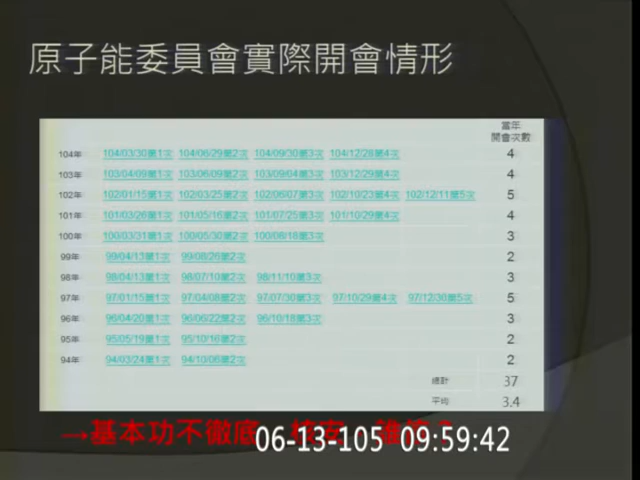 原子能委員會實際開會情形
當年
開會次數
104年 104/03/30第1次 104/06/29第2次 104/09/30第3次 104/12/28第4次 4
103年 103/04/09第1次 103/06/09第2次 103/09/04第3次 103/12/29第4次 4
102年 102/01/15第1次 102/03/25第2次 102/06/07第3次 102/10/23第4次 102/12/11第5次 5
101年 101/03/26第1次 101/05/16第2次 101/07/25第3次 101/10/29第4次 4
100年 100/03/31第1次 100/05/30第2次 100/08/18第3次 3
99年 99/04/13第1次 99/08/26第2次 2
98年 98/04/13第1次 98/07/10第2次 98/11/10第3次 3
97年 97/01/15第1次 97/04/08第2次 97/07/30第3次 97/10/29第4次 97/12/30第5次 5
96年 96/04/20第1次 96/06/22第2次 96/10/18第3次 3
95年 95/05/19第1次 95/10/16第2次 2
94年 94/03/24第1次 94/10/06第2次 2
總計 37
平均 3.4
→基本功不徹底
06-13-105 09:59:42